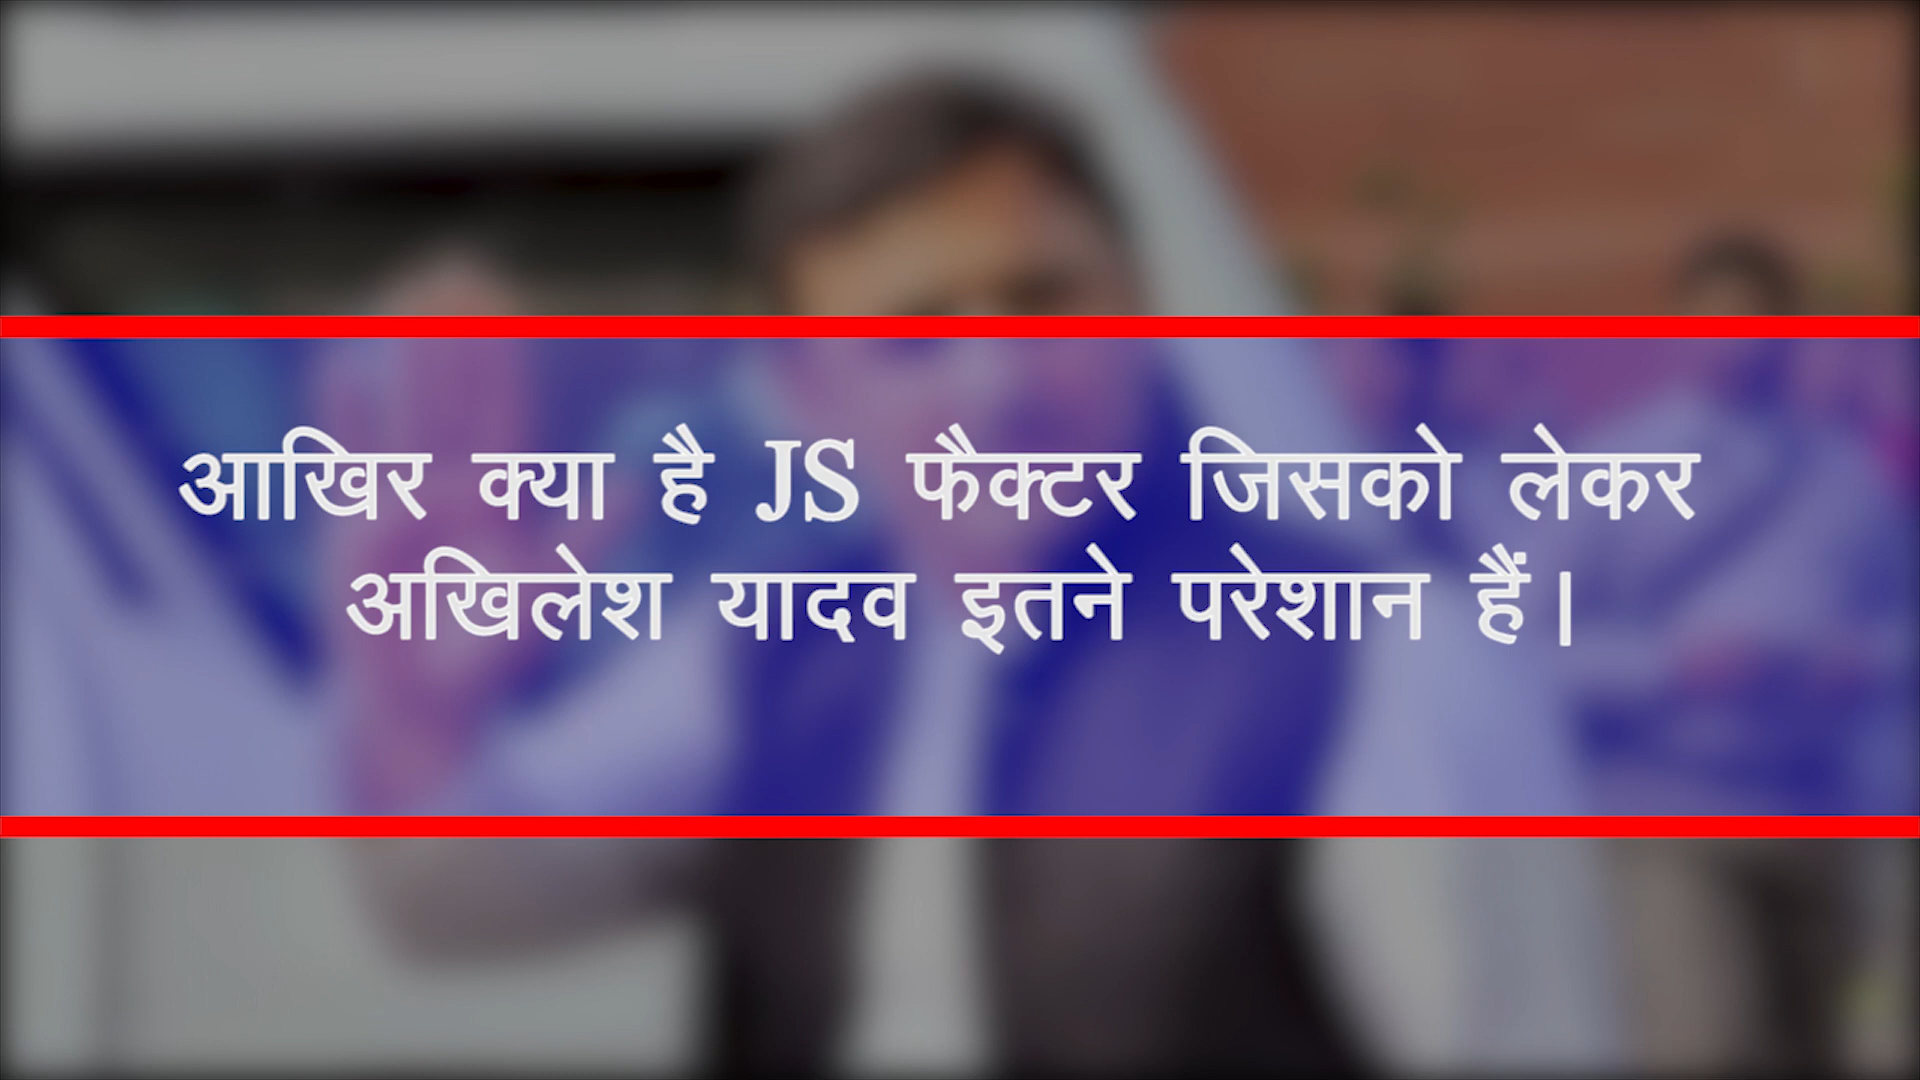 आखिर क्या है JS फैक्टर जिसको लेकर
अखिलेश यादव इतने परेशान हैं।